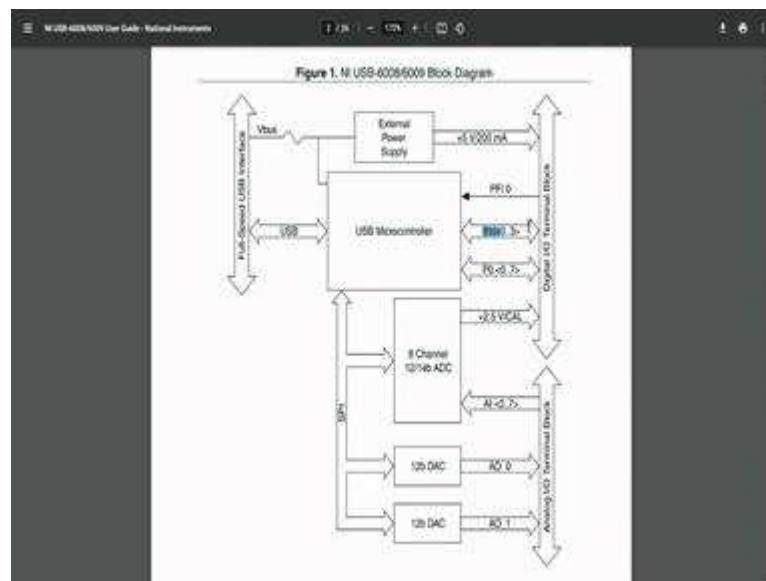 NI USB-6008/6009 User Guide - National Instruments
/ 26
Figure 1. NI USB-6008/6009 Block Diagram
Full-Speed USB Interface
Vbus
External
Power
Supply
+5 V/200 mA
Digital I/O Terminal Block
USB
USB Microcontroller
PFI 0
P0.<0..7>
+2.5 V/CAL
8 Channel
12/14b ADC
AI <0..7>
SPI
12b DAC
AO 0
12b DAC
AO 1
Analog I/O Terminal Block